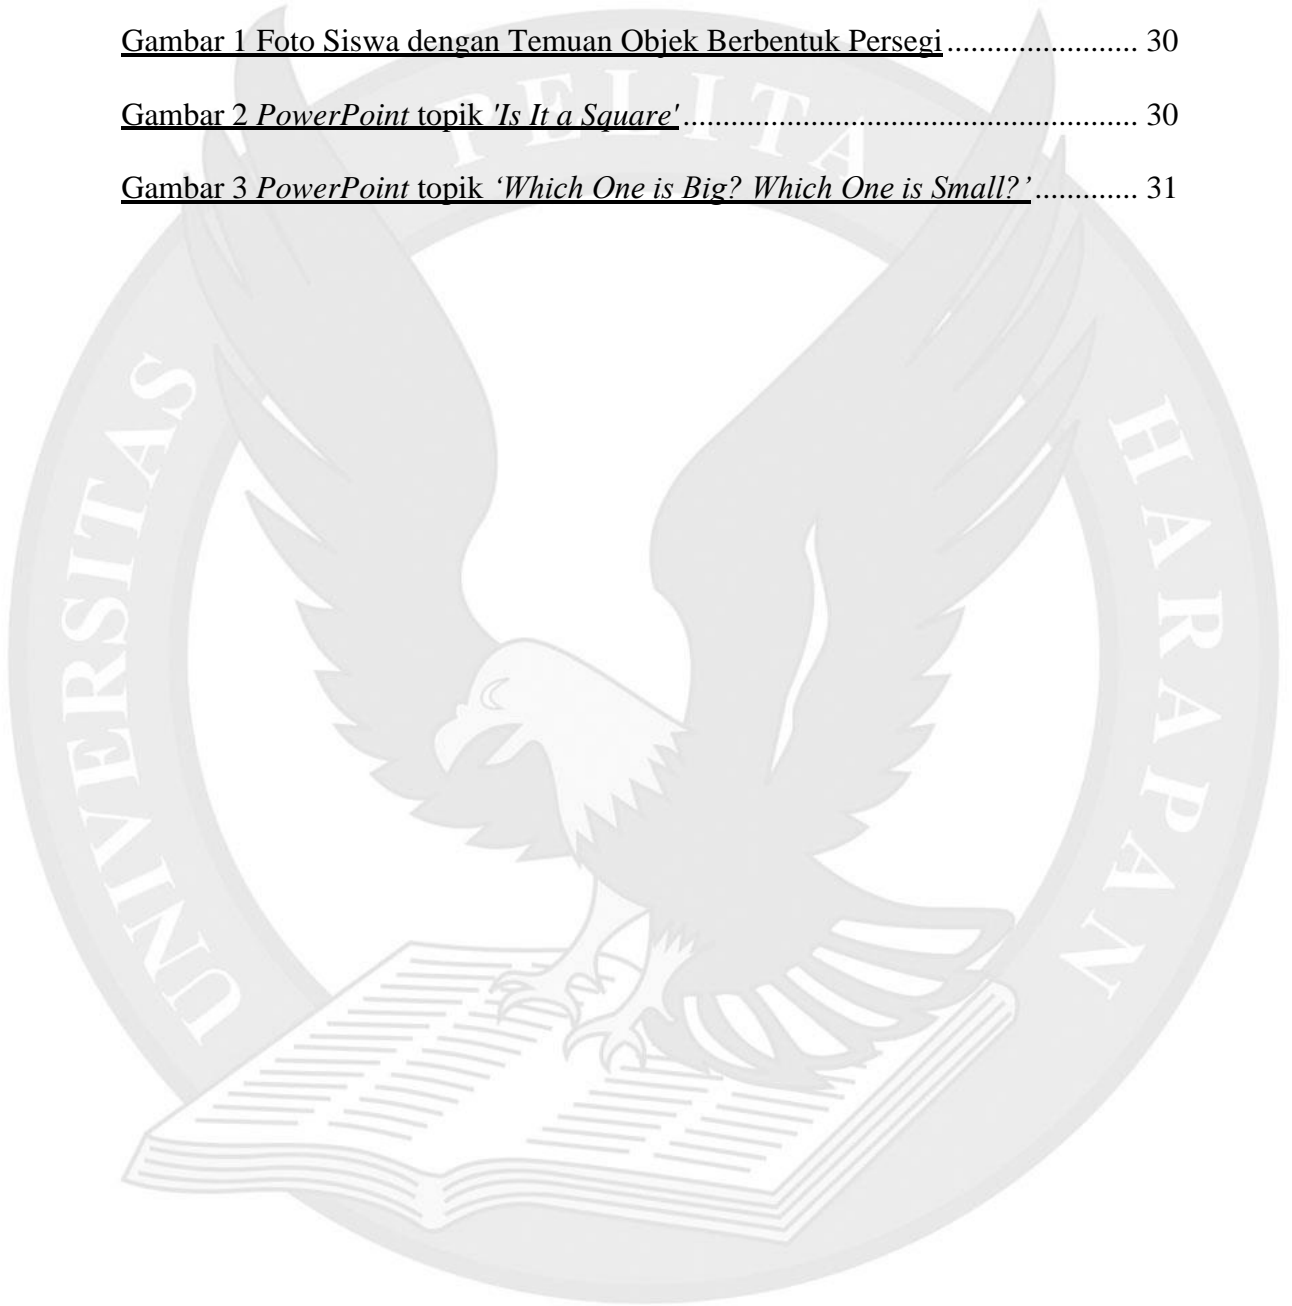 Gambar 1 Foto Siswa dengan Temuan Objek Berbentuk Persegi........................ 30
Gambar 2 PowerPoint topik 'Is It a Square'......................................................... 30
Gambar 3 PowerPoint topik ‘Which One is Big? Which One is Small?’............. 31
UNIVERSITAS PELITA HARAPAN